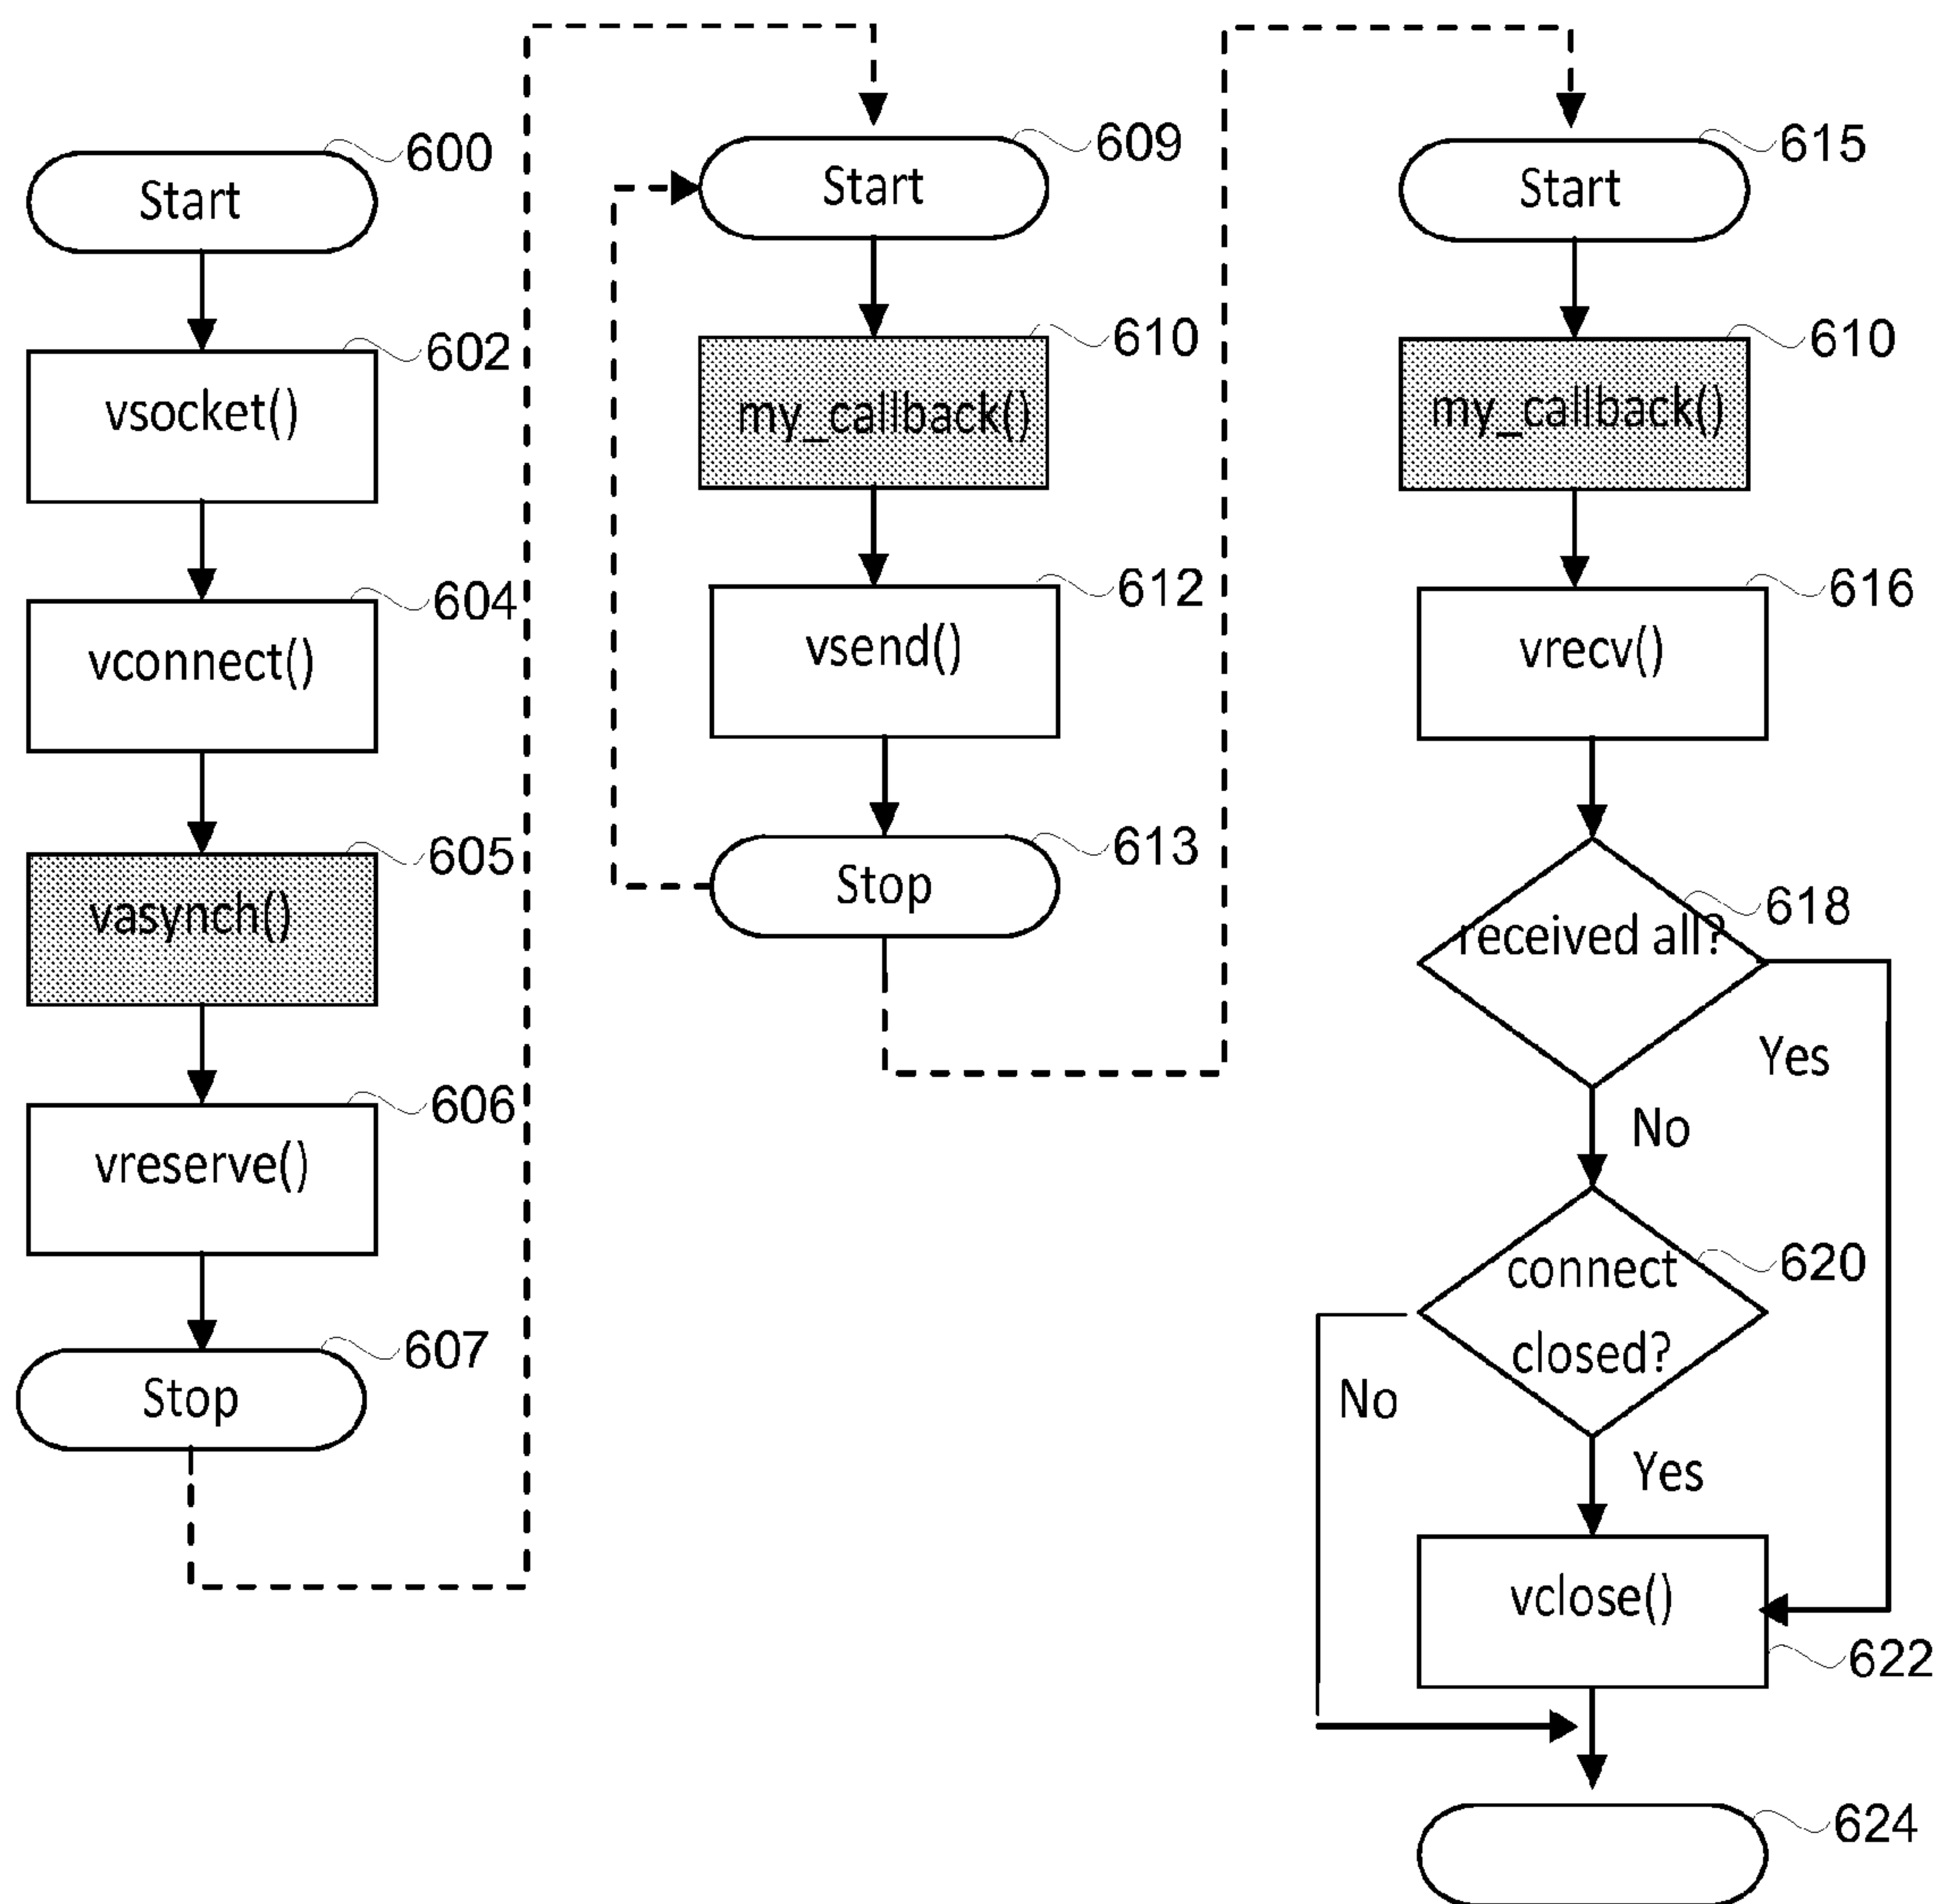 600
Start
602
vsocket()
604
vconnect()
605
vasynch()
606
vreserve()
607
Stop
609
Start
610
my_callback()
612
vsend()
613
Stop
615
Start
610
my_callback()
616
vrecv()
618
received all?
Yes
No
620
connect
closed?
No
Yes
vclose()
622
624